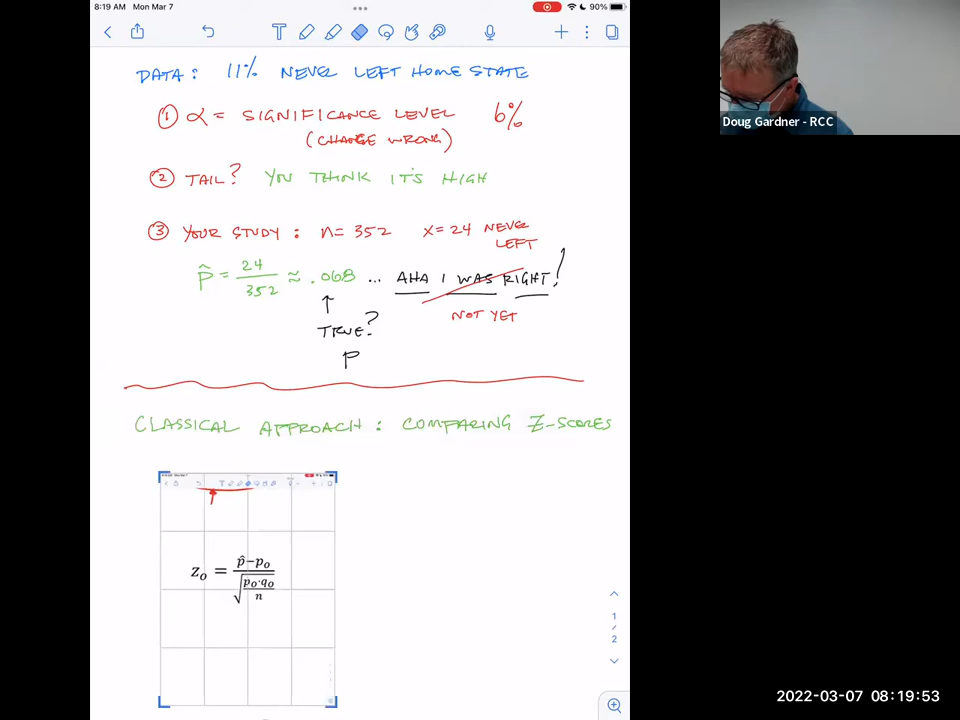 8:19 AM Mon Mar 7
90%
DATA: 11% NEVER LEFT HOME STATE
① α = SIGNIFICANCE LEVEL 6%
(CHANGE WRONG)
② TAIL? YOU THINK IT'S HIGH
③ YOUR STUDY: n = 352 x = 24 NEVER
LEFT
p̂ = 24/352 ≈ .068 ... AHA I WAS RIGHT!
↑ NOT YET
TRUE?
p
CLASSICAL APPROACH: COMPARING Z-SCORES
z₀ = (p̂ - p₀)/√(p₀·q₀/n)
1
/
2
Doug Gardner - RCC
2022-03-07 08:19:53